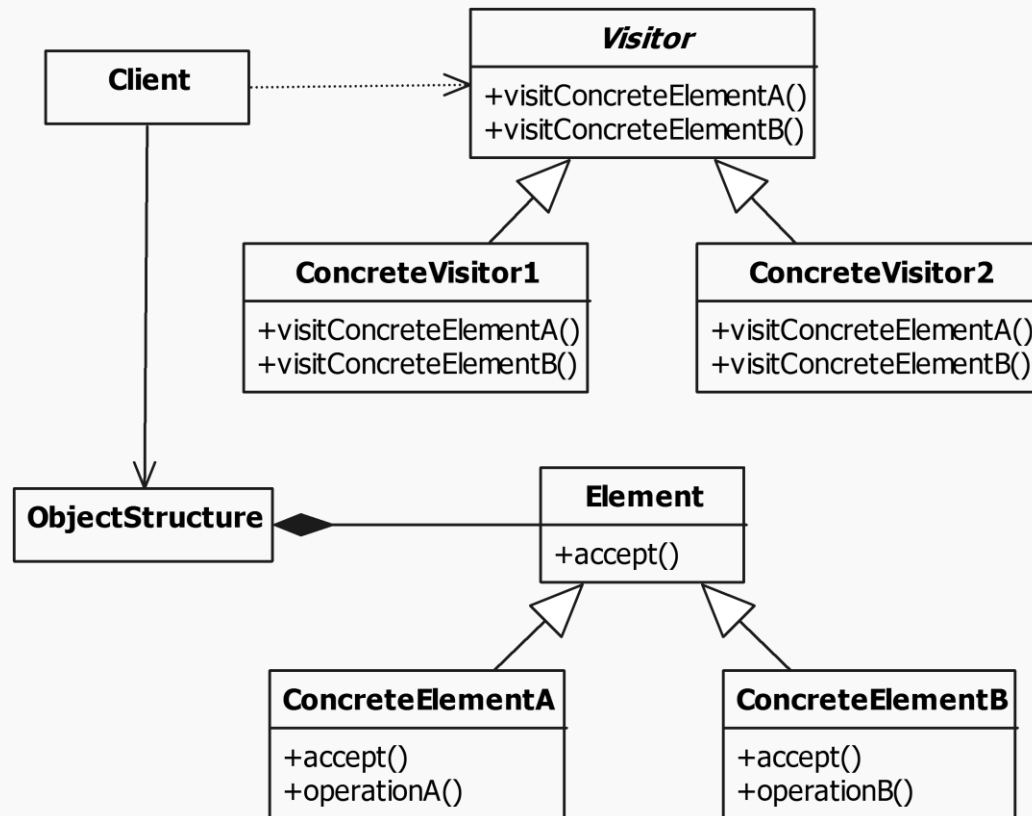 Visitor
+visitConcreteElementA()
+visitConcreteElementB()
Client
ConcreteVisitor1
+visitConcreteElementA()
+visitConcreteElementB()
ConcreteVisitor2
+visitConcreteElementA()
+visitConcreteElementB()
ObjectStructure
Element
+accept()
ConcreteElementA
+accept()
+operationA()
ConcreteElementB
+accept()
+operationB()